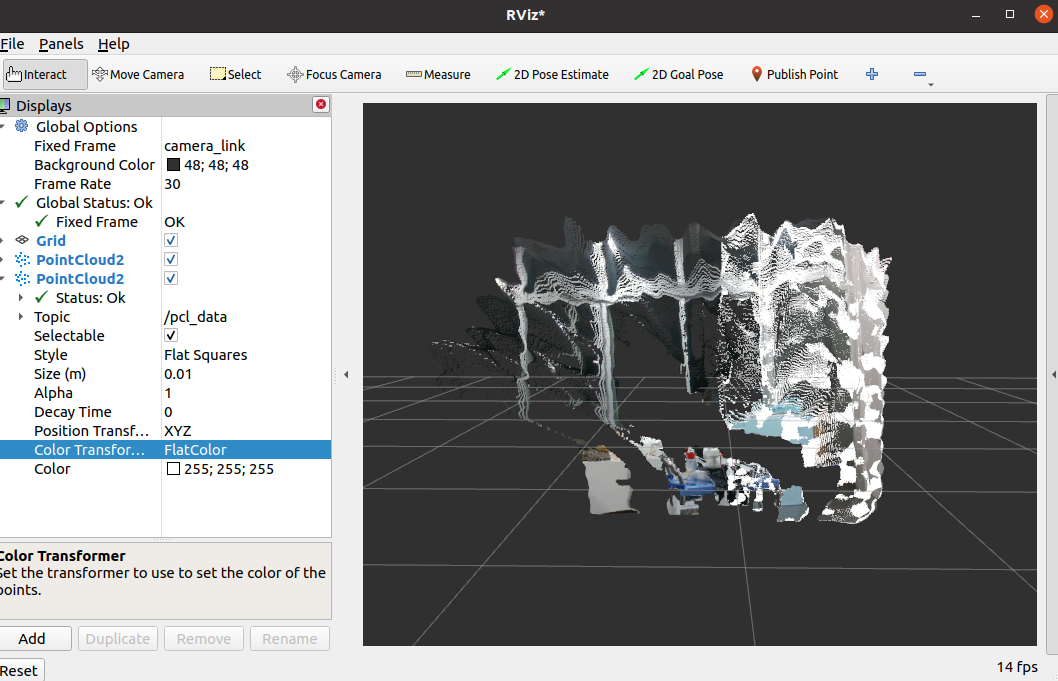 RViz*
File Panels Help
Interact Move Camera Select Focus Camera Measure 2D Pose Estimate 2D Goal Pose Publish Point
Displays
Global Options
Fixed Frame camera_link
Background Color 48; 48; 48
Frame Rate 30
Global Status: Ok
Fixed Frame OK
Grid
PointCloud2
PointCloud2
Status: Ok
Topic /pcl_data
Selectable
Style Flat Squares
Size (m) 0.01
Alpha 1
Decay Time 0
Position Transf... XYZ
Color Transfor... FlatColor
Color 255; 255; 255
Color Transformer
Set the transformer to use to set the color of the
points.
Add Duplicate Remove Rename
Reset 14 fps